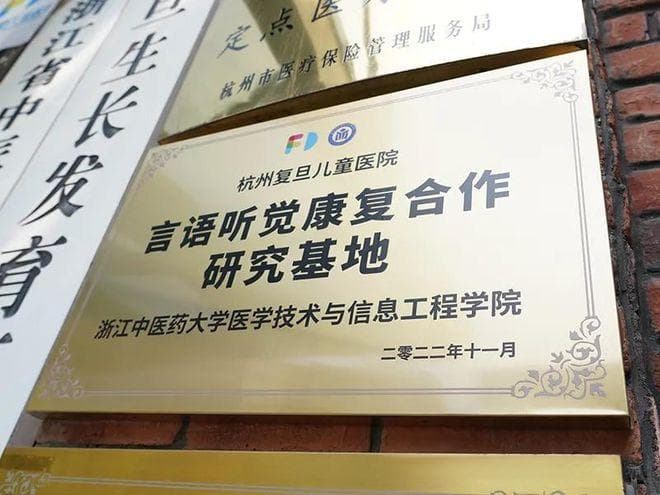 定点医
杭州市医疗保险管理服务局
杭州复旦儿童医院
言语听觉康复合作
研究基地
浙江中医药大学医学技术与信息工程学院
二零二二年十一月
旦生长发育
浙江省中医